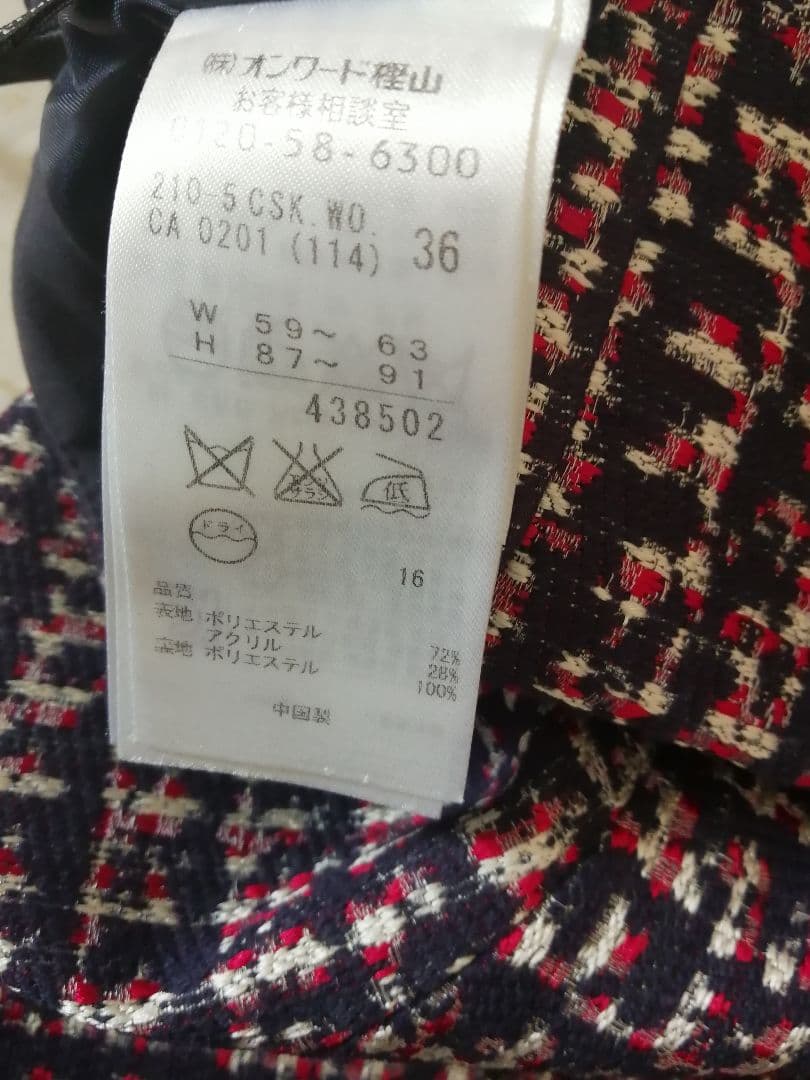 (株)オンワード樫山
お客様相談室
0120-58-6300
210-5 CSK.WO.
CA 0201 (114) 36
W 59～ 63
H 87～ 91
438502
低
ドライ
16
品質
表地 ポリエステル 72%
アクリル 28%
裏地 ポリエステル 100%
中国製